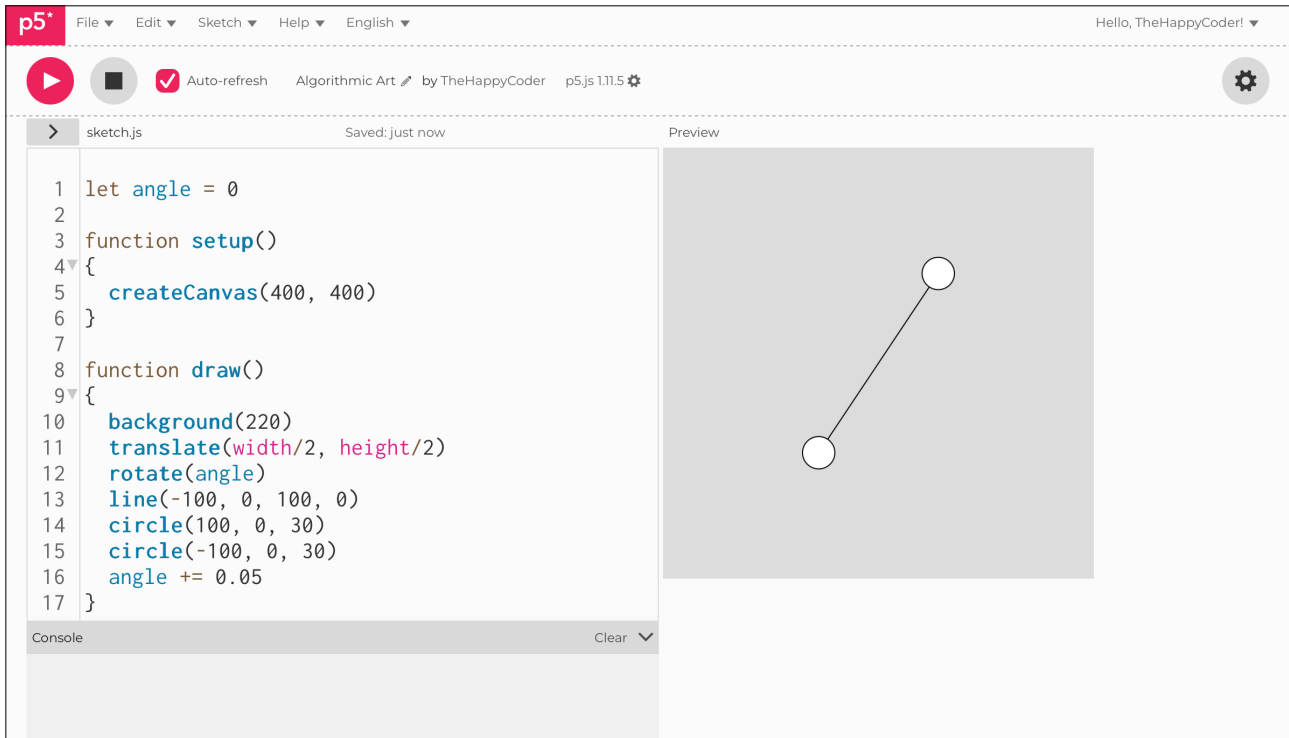 p5* File Edit Sketch Help English Hello, TheHappyCoder!
Auto-refresh Algorithmic Art by TheHappyCoder p5.js 1.11.5
sketch.js Saved: just now Preview
1 let angle = 0
2
3 function setup()
4 {
5 createCanvas(400, 400)
6 }
7
8 function draw()
9 {
10 background(220)
11 translate(width/2, height/2)
12 rotate(angle)
13 line(-100, 0, 100, 0)
14 circle(100, 0, 30)
15 circle(-100, 0, 30)
16 angle += 0.05
17 }
Console Clear